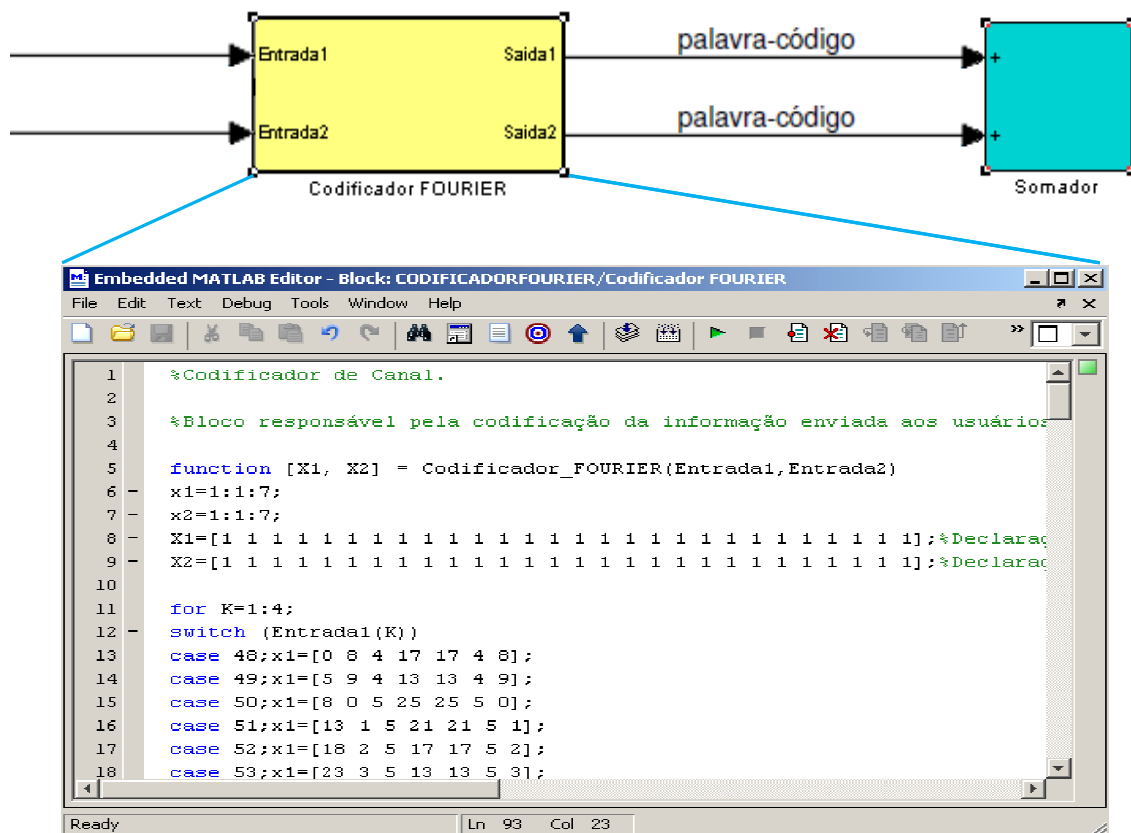 Entrada1 Saida1 palavra-código +
Entrada2 Saida2 palavra-código +
Codificador FOURIER Somador
Embedded MATLAB Editor - Block: CODIFICADORFOURIER/Codificador FOURIER
File Edit Text Debug Tools Window Help
1 %Codificador de Canal.
2
3 %Bloco responsável pela codificação da informação enviada aos usuários
4
5 function [X1, X2] = Codificador_FOURIER(Entrada1,Entrada2)
6 - x1=1:1:7;
7 - x2=1:1:7;
8 - X1=[1 1 1 1 1 1 1 1 1 1 1 1 1 1 1 1 1 1 1 1 1 1 1 1 1 1 1 1];%Declaraç
9 - X2=[1 1 1 1 1 1 1 1 1 1 1 1 1 1 1 1 1 1 1 1 1 1 1 1 1 1 1 1];%Declaraç
10
11 for K=1:4;
12 - switch (Entrada1(K))
13 case 48;x1=[0 8 4 17 17 4 8];
14 case 49;x1=[5 9 4 13 13 4 9];
15 case 50;x1=[8 0 5 25 25 5 0];
16 case 51;x1=[13 1 5 21 21 5 1];
17 case 52;x1=[18 2 5 17 17 5 2];
18 case 53;x1=[23 3 5 13 13 5 3];
Ready Ln 93 Col 23